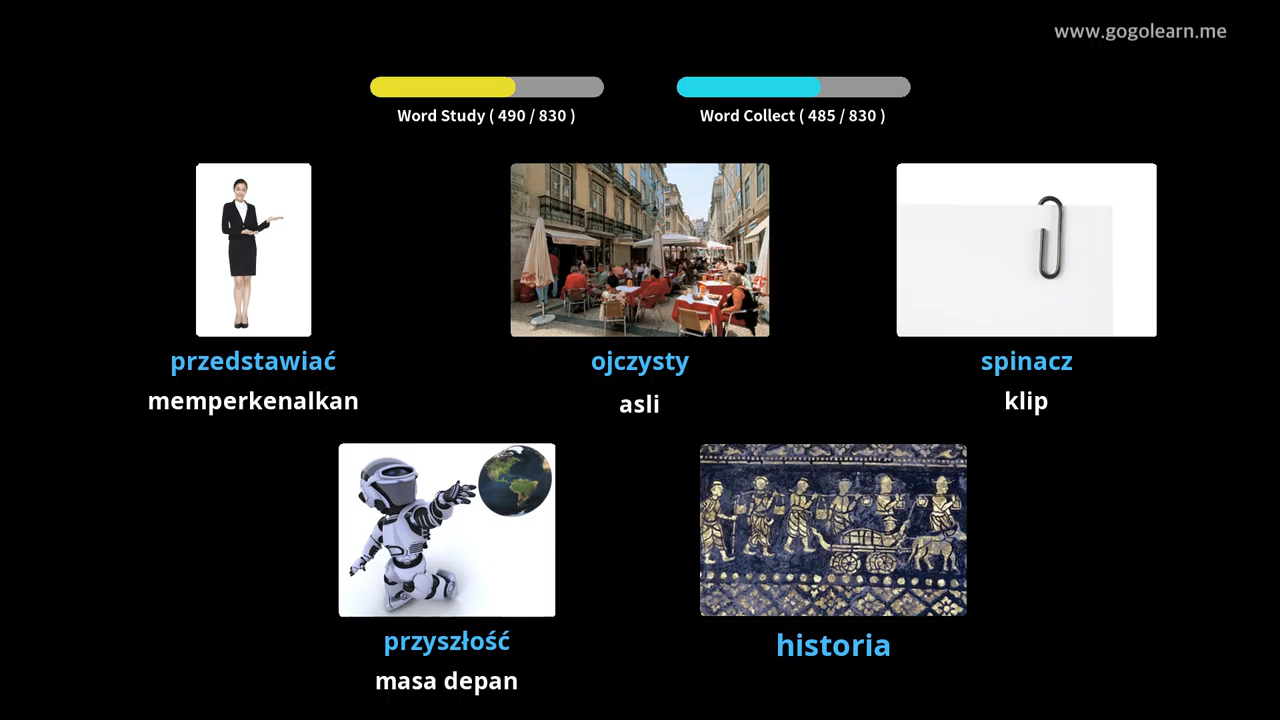 www.gogolearn.me
Word Study ( 490 / 830 )
Word Collect ( 485 / 830 )
przedstawiać
memperkenalkan
ojczysty
asli
spinacz
klip
przyszłość
masa depan
historia